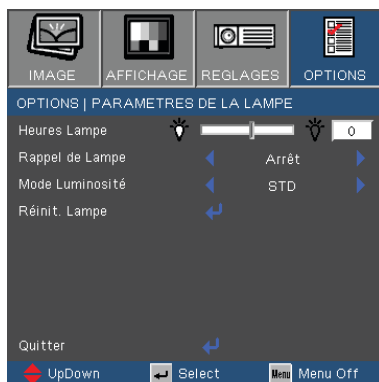 IMAGE AFFICHAGE REGLAGES OPTIONS
OPTIONS | PARAMETRES DE LA LAMPE
Heures Lampe 0
Rappel de Lampe Arrêt
Mode Luminosité STD
Réinit. Lampe
Quitter
UpDown Select Menu Menu Off